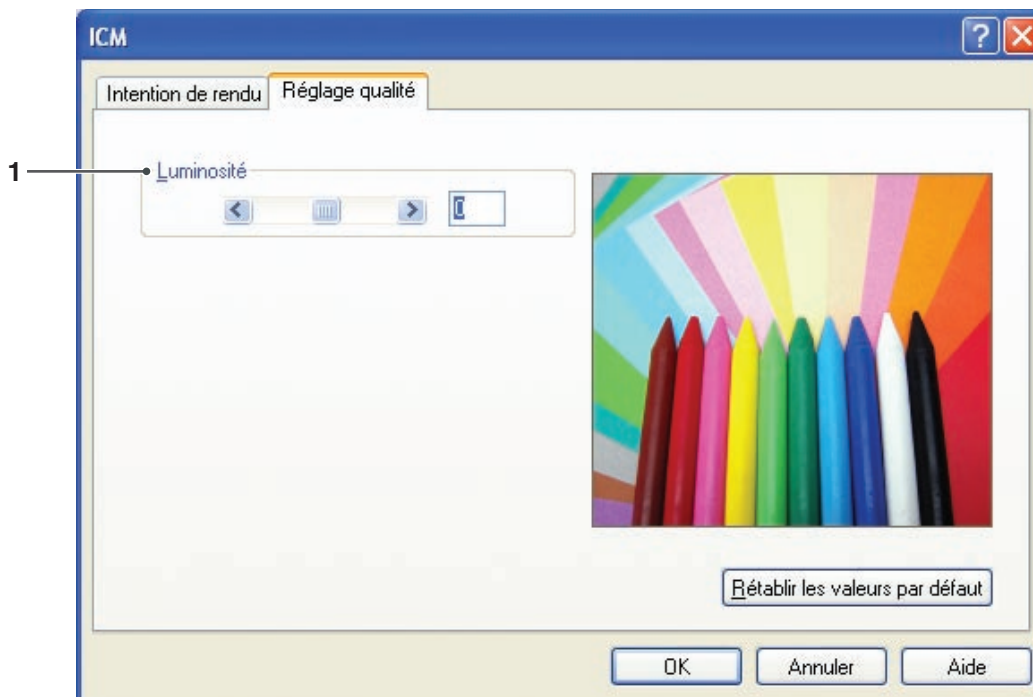 ICM
Intention de rendu
Réglage qualité
1
Luminosité
0
Rétablir les valeurs par défaut
OK
Annuler
Aide